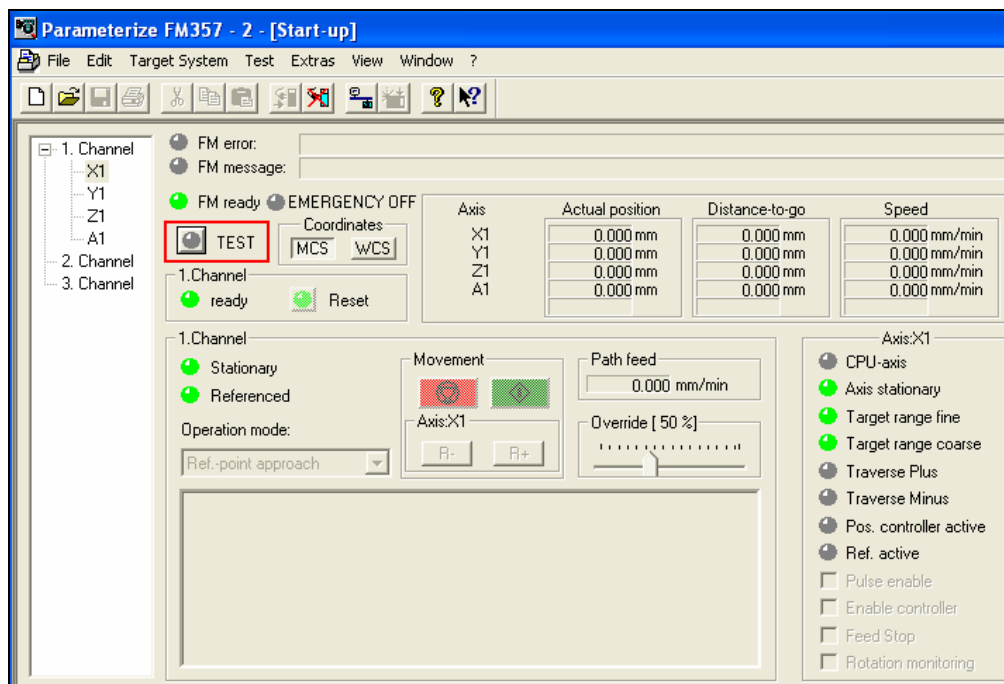 Parameterize FM357 - 2 - [Start-up]
File Edit Target System Test Extras View Window ?
1. Channel
X1
Y1
Z1
A1
2. Channel
3. Channel
FM error:
FM message:
FM ready EMERGENCY OFF
TEST
Coordinates
MCS WCS
Axis Actual position Distance-to-go Speed
X1 0.000 mm 0.000 mm 0.000 mm/min
Y1 0.000 mm 0.000 mm 0.000 mm/min
Z1 0.000 mm 0.000 mm 0.000 mm/min
A1 0.000 mm 0.000 mm 0.000 mm/min
1.Channel
ready Reset
1.Channel
Stationary
Referenced
Operation mode:
Ref.-point approach
Movement
Axis:X1
R- R+
Path feed
0.000 mm/min
Override [ 50 %]
Axis:X1
CPU-axis
Axis stationary
Target range fine
Target range coarse
Traverse Plus
Traverse Minus
Pos. controller active
Ref. active
Pulse enable
Enable controller
Feed Stop
Rotation monitoring